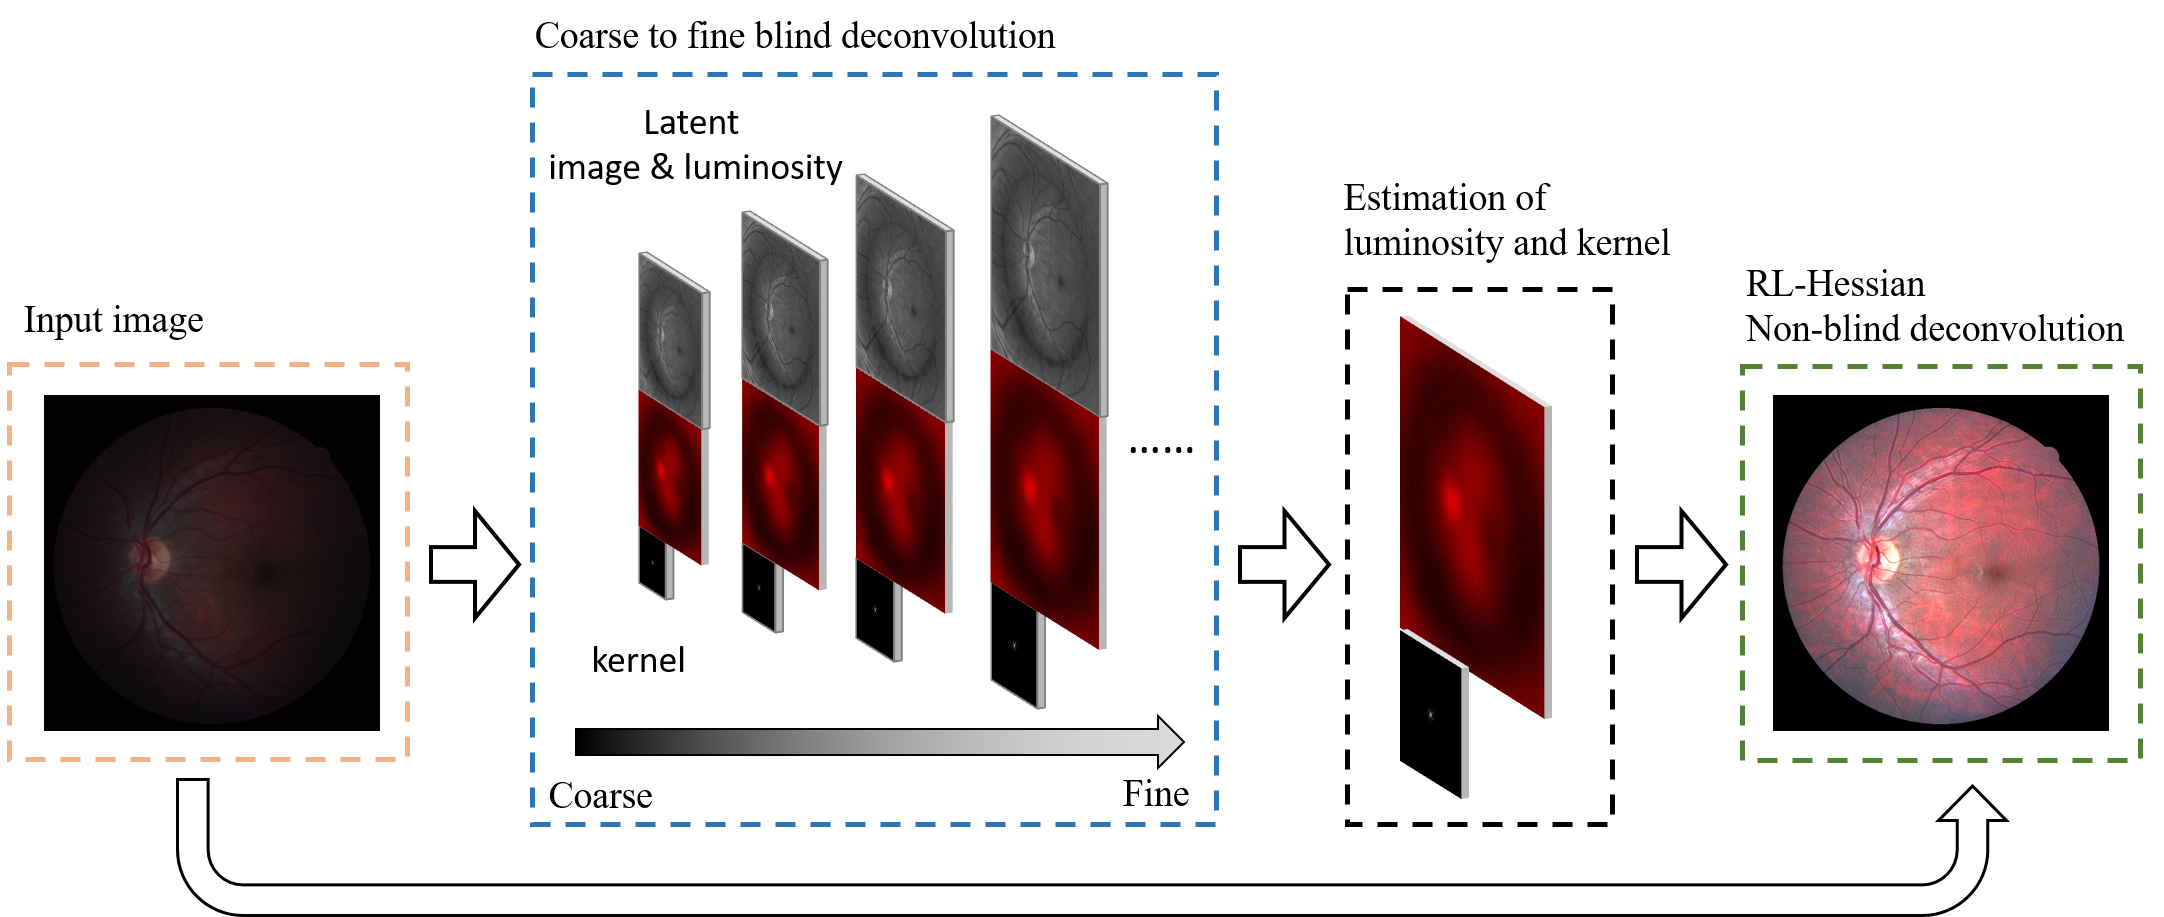 Coarse to fine blind deconvolution
Latent
image & luminosity
Estimation of
luminosity and kernel
RL-Hessian
Non-blind deconvolution
Input image
......
kernel
Coarse
Fine